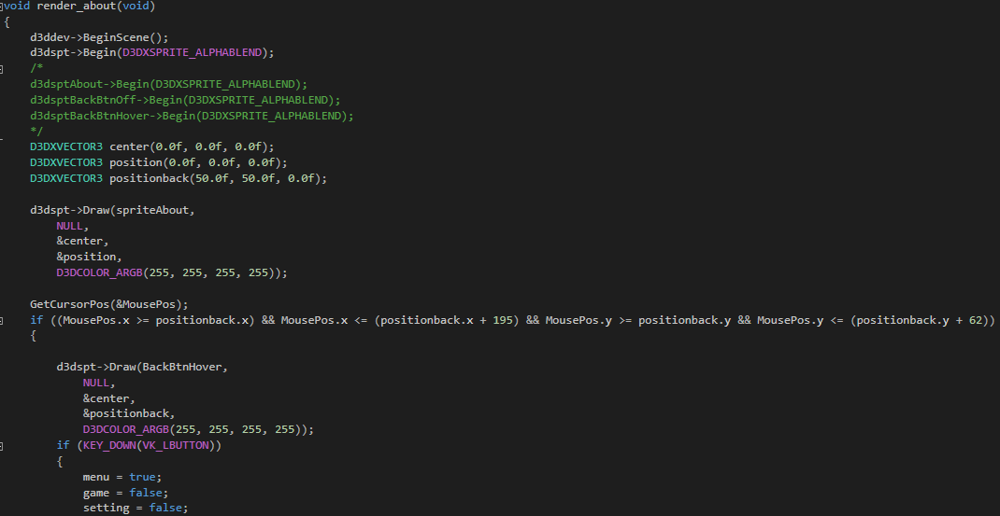 void render_about(void)
{
    d3ddev->BeginScene();
    d3dspt->Begin(D3DXSPRITE_ALPHABLEND);
    /*
    d3dsptAbout->Begin(D3DXSPRITE_ALPHABLEND);
    d3dsptBackBtnOff->Begin(D3DXSPRITE_ALPHABLEND);
    d3dsptBackBtnHover->Begin(D3DXSPRITE_ALPHABLEND);
    */
    D3DXVECTOR3 center(0.0f, 0.0f, 0.0f);
    D3DXVECTOR3 position(0.0f, 0.0f, 0.0f);
    D3DXVECTOR3 positionback(50.0f, 50.0f, 0.0f);

    d3dspt->Draw(spriteAbout,
        NULL,
        &center,
        &position,
        D3DCOLOR_ARGB(255, 255, 255, 255));

    GetCursorPos(&MousePos);
    if ((MousePos.x >= positionback.x) && MousePos.x <= (positionback.x + 195) && MousePos.y >= positionback.y && MousePos.y <= (positionback.y + 62))
    {

        d3dspt->Draw(BackBtnHover,
            NULL,
            &center,
            &positionback,
            D3DCOLOR_ARGB(255, 255, 255, 255));
        if (KEY_DOWN(VK_LBUTTON))
        {
            menu = true;
            game = false;
            setting = false;